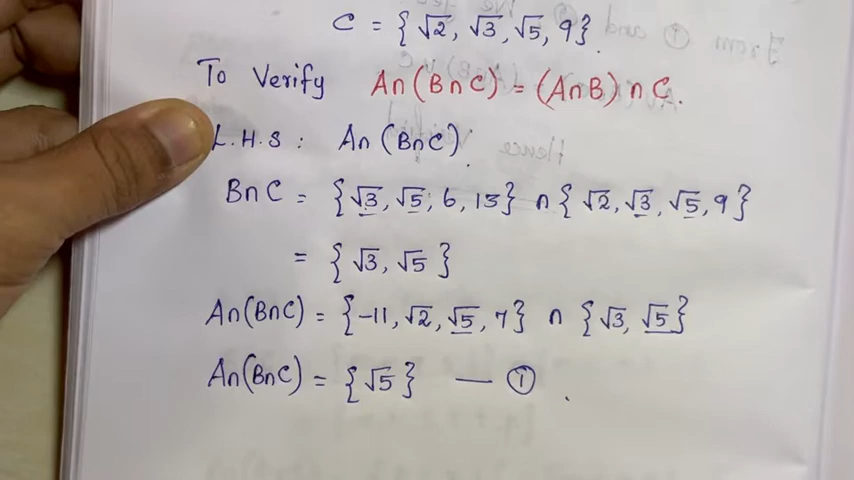 C = {√2, √3, √5, 9}.
To Verify A∩(B∩C) = (A∩B)∩C.
L.H.S : A∩(B∩C).
B∩C = {√3, √5, 6, 13} ∩ {√2, √3, √5, 9}
= {√3, √5}
A∩(B∩C) = {-11, √2, √5, 7} ∩ {√3, √5}
A∩(B∩C) = {√5} — ①.